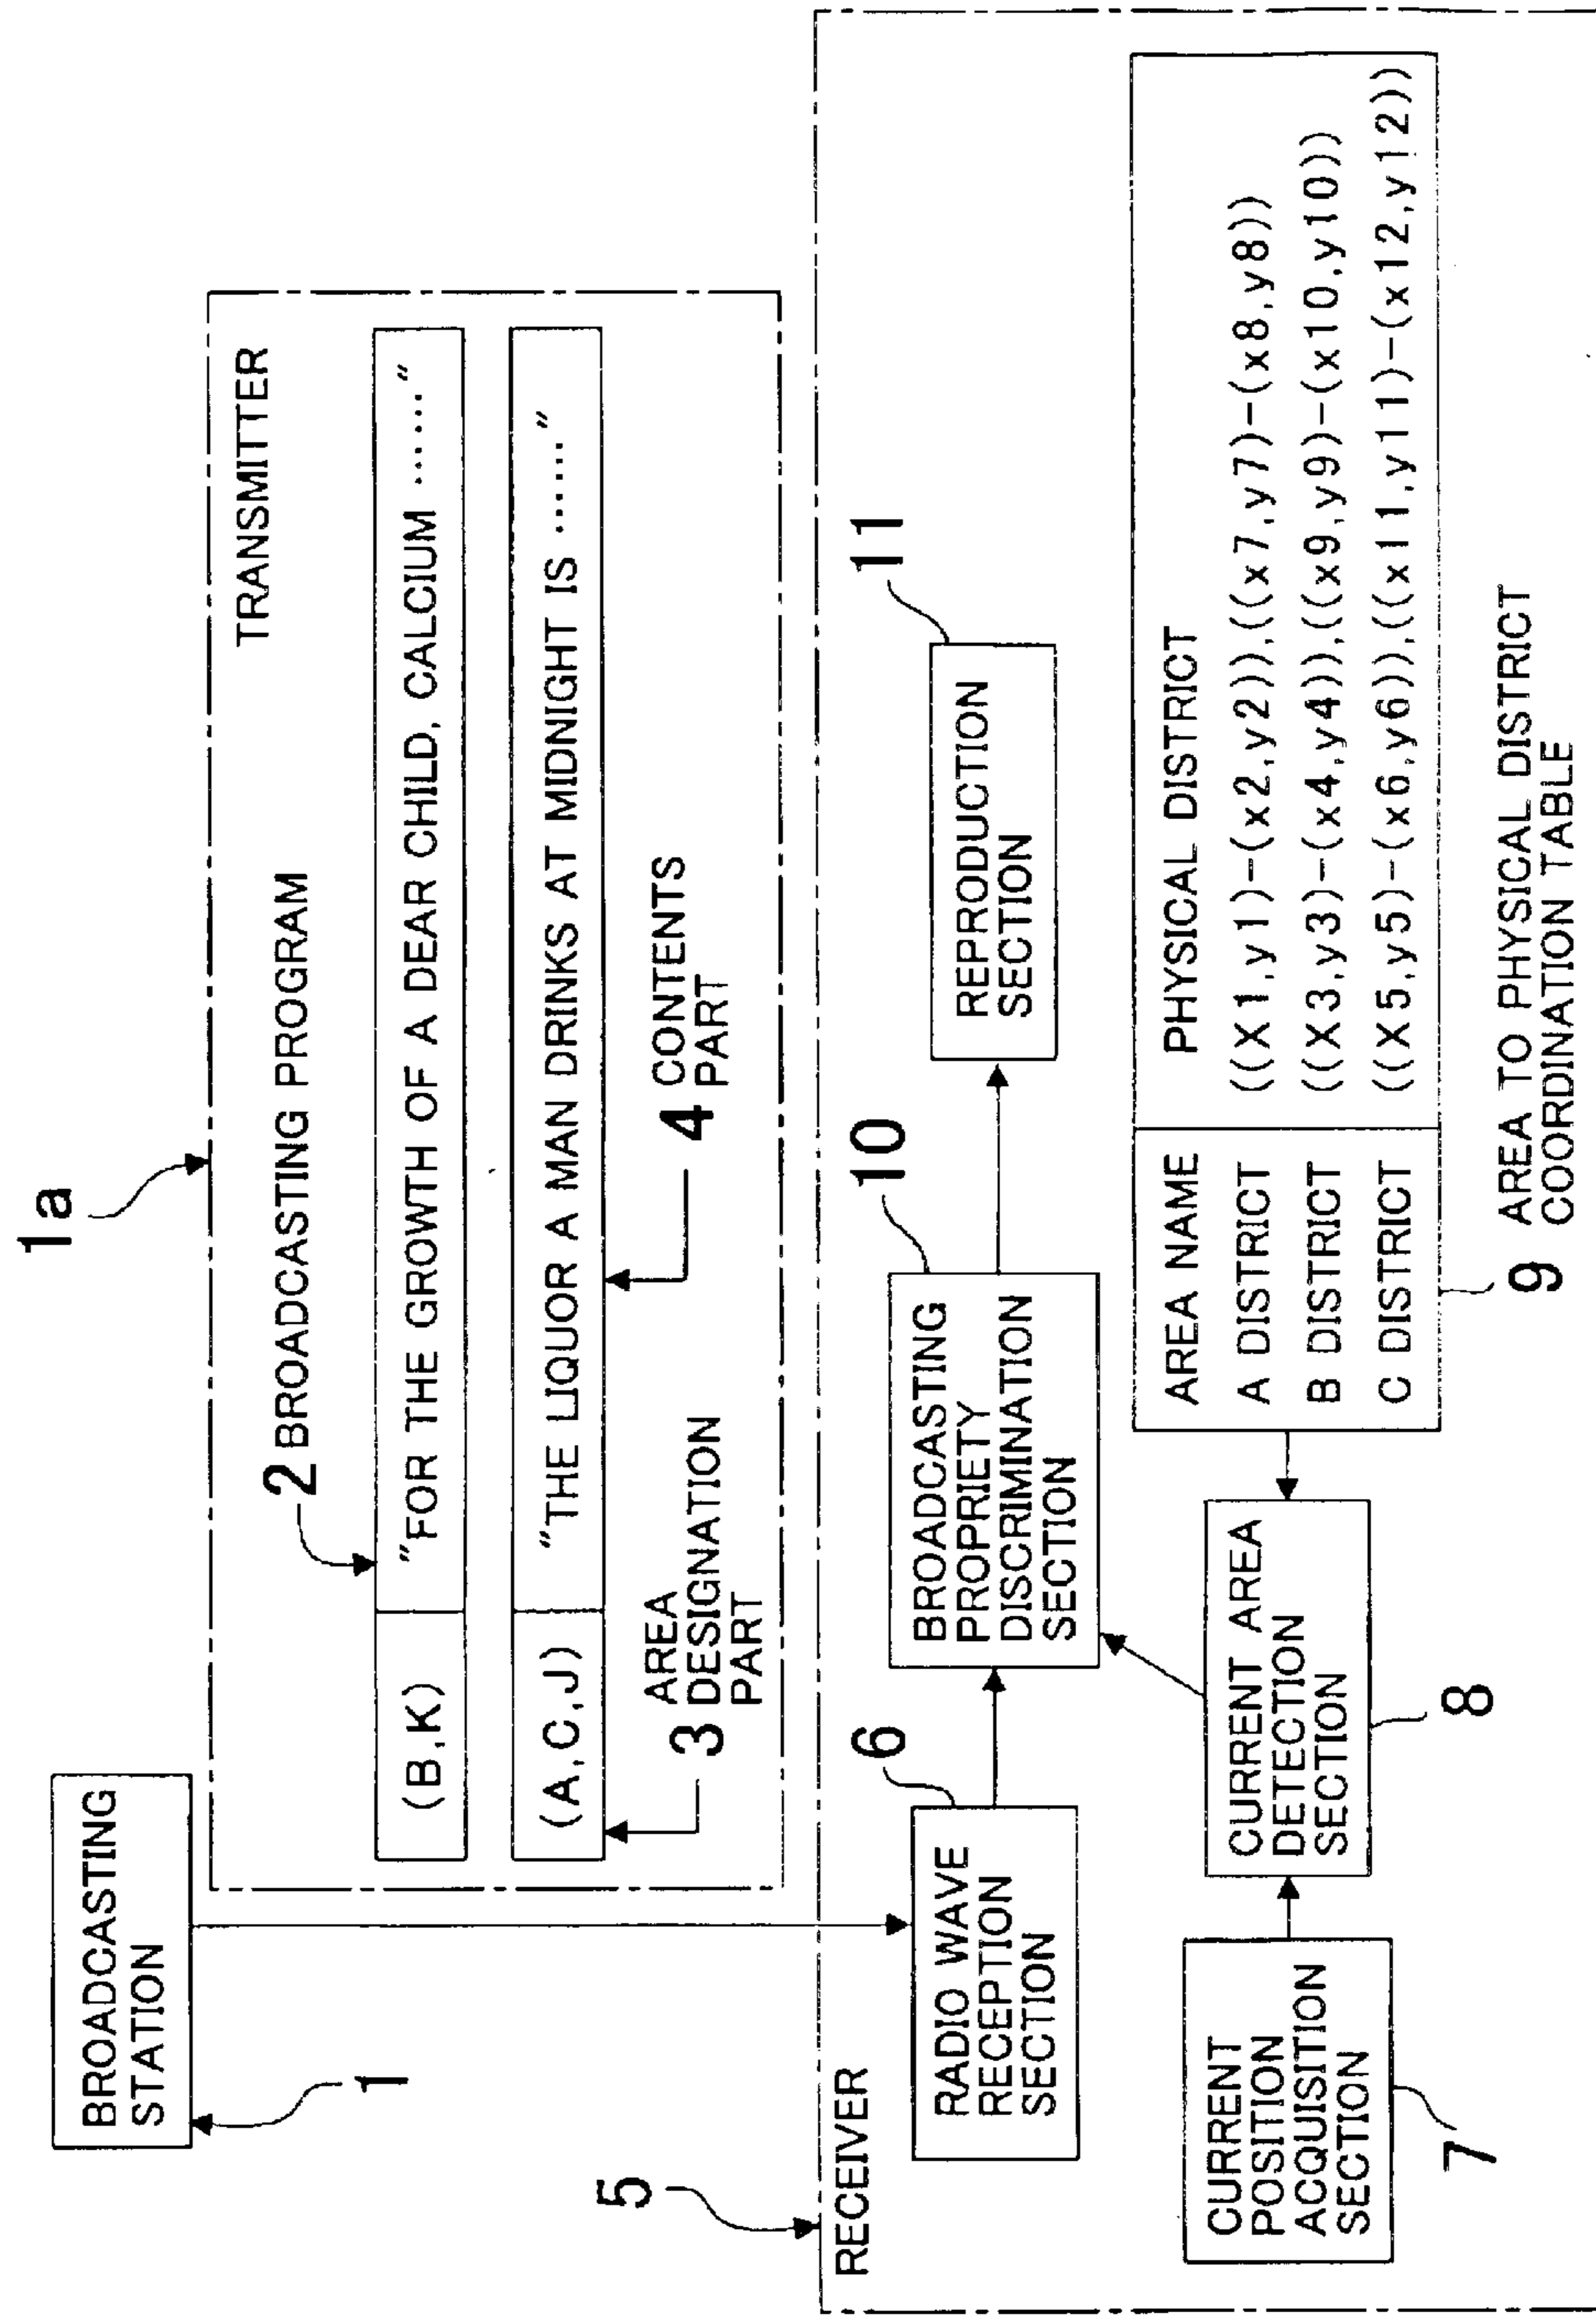 1a
BROADCASTING
STATION
1
TRANSMITTER
2 BROADCASTING PROGRAM
(B,K) "FOR THE GROWTH OF A DEAR CHILD, CALCIUM ······"
(A,C,J) "THE LIQUOR A MAN DRINKS AT MIDNIGHT IS ······"
3 AREA
DESIGNATION
PART
4 CONTENTS
PART
5
RECEIVER
6
RADIO WAVE
RECEPTION
SECTION
10
BROADCASTING
PROPRIETY
DISCRIMINATION
SECTION
11
REPRODUCTION
SECTION
CURRENT
POSITION
ACQUISITION
SECTION
7
CURRENT AREA
DETECTION
SECTION
8
AREA NAME PHYSICAL DISTRICT
A DISTRICT ((X1,y1)-(x2,y2)),((x7,y7)-(x8,y8))
B DISTRICT ((X3,y3)-(x4,y4)),((x9,y9)-(x10,y10))
C DISTRICT ((X5,y5)-(x6,y6)),((x11,y11)-(x12,y12))
9 AREA TO PHYSICAL DISTRICT
COORDINATION TABLE